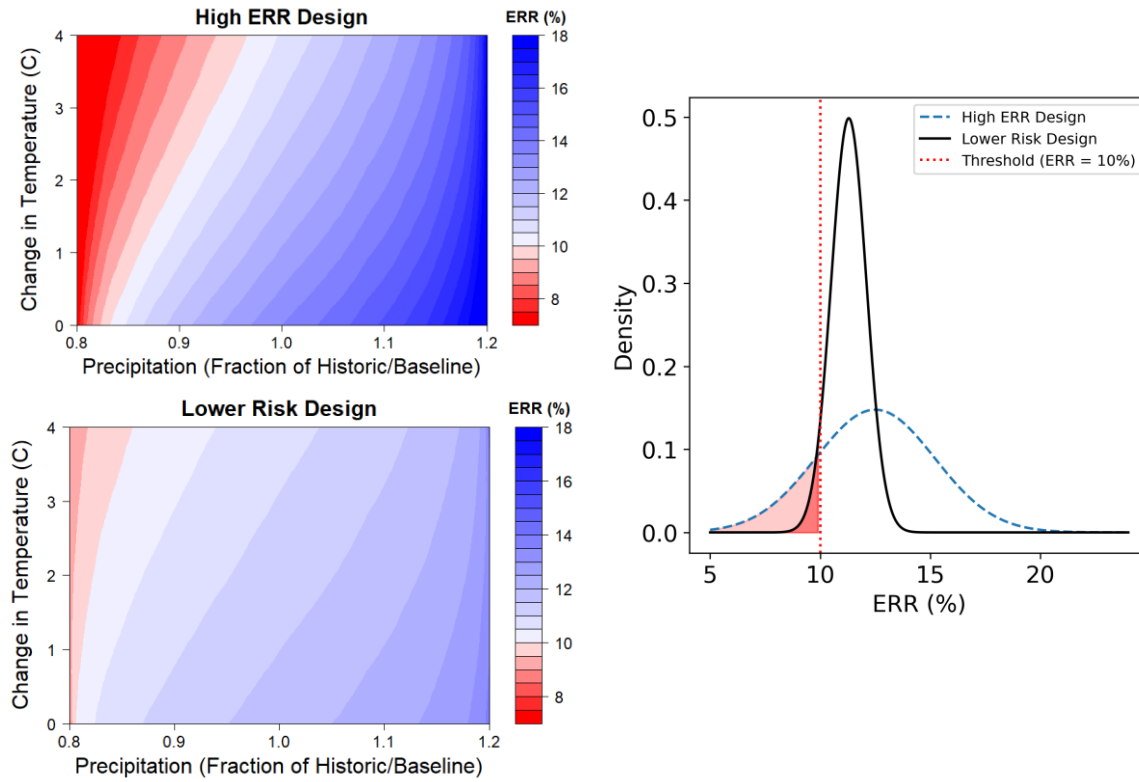 High ERR Design
ERR (%)
Change in Temperature (C)
4
3
2
1
0
0.8 0.9 1.0 1.1 1.2
Precipitation (Fraction of Historic/Baseline)
18
16
14
12
10
8
Lower Risk Design
ERR (%)
Change in Temperature (C)
4
3
2
1
0
0.8 0.9 1.0 1.1 1.2
Precipitation (Fraction of Historic/Baseline)
18
16
14
12
10
8
High ERR Design
Lower Risk Design
Threshold (ERR = 10%)
Density
0.5
0.4
0.3
0.2
0.1
0.0
5 10 15 20
ERR (%)